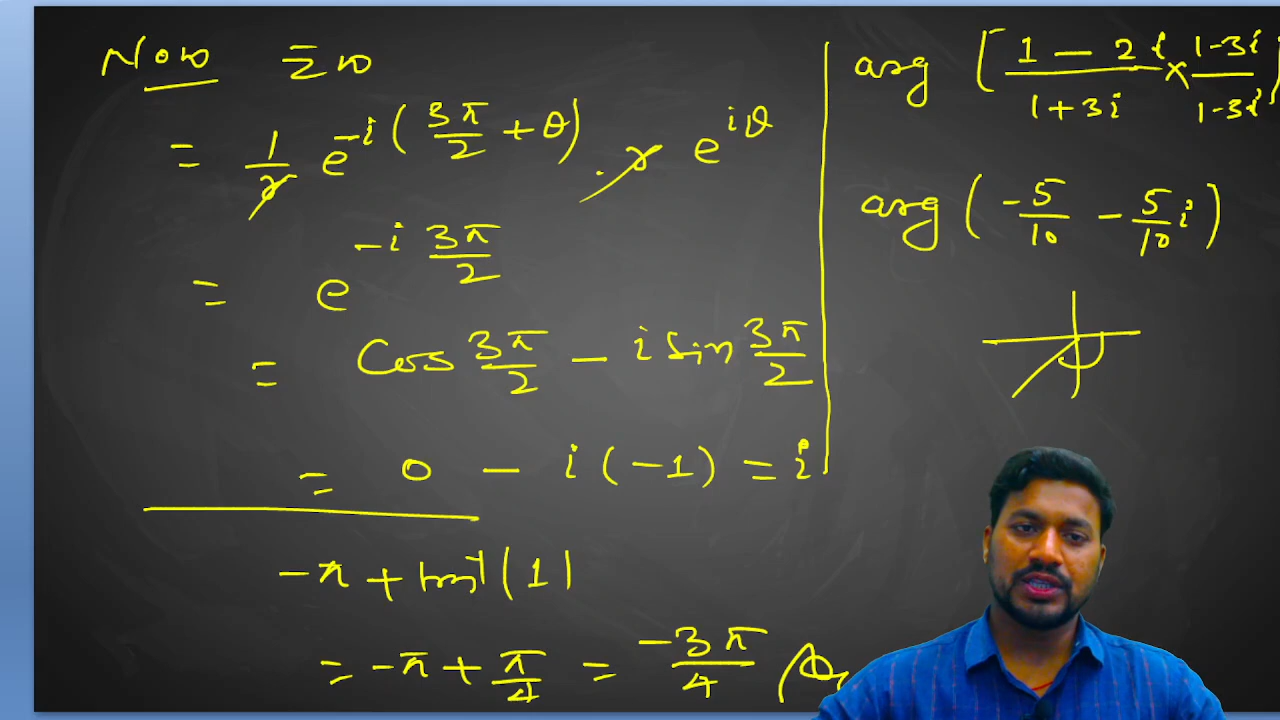 Now z̄ω
= 1/r e^{-i(3π/2 + θ)} . r e^{iθ}
= e^{-i 3π/2}
= Cos 3π/2 - i Sin 3π/2
= 0 - i(-1) = i
-π + tan⁻¹(1)
= -π + π/4 = -3π/4
arg [ 1 - 2i / 1+3i × 1-3i / 1-3i ]
arg ( -5/10 - 5/10 i )